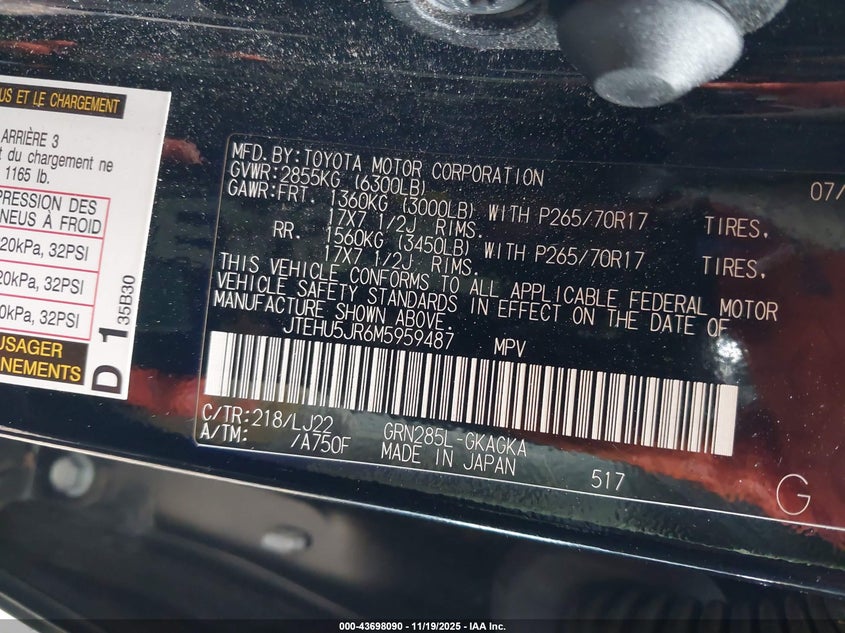 US ET LE CHARGEMENT
ARRIÈRE 3
t du chargement ne
1165 lb.
PRESSION DES
NEUS À FROID
20kPa, 32PSI
20kPa, 32PSI
0kPa, 32PSI
USAGER
NEMENTS
D 1
35B30
MFD. BY: TOYOTA MOTOR CORPORATION
07/
GVWR: 2855KG (6300LB)
GAWR: FRT. 1360KG (3000LB) WITH P265/70R17 TIRES,
17X7 1/2J RIMS.
RR. 1560KG (3450LB) WITH P265/70R17 TIRES,
17X7 1/2J RIMS.
THIS VEHICLE CONFORMS TO ALL APPLICABLE FEDERAL MOTOR
VEHICLE SAFETY STANDARDS IN EFFECT ON THE DATE OF
MANUFACTURE SHOWN ABOVE.
JTEHU5JR6M5959487 MPV
C/TR: 218/LJ22 GRN285L-GKAGKA
A/TM: /A750F MADE IN JAPAN
517
G
000-43698090 - 11/19/2025 - IAA Inc.